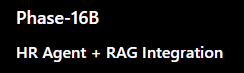 Phase-16B
HR Agent + RAG Integration